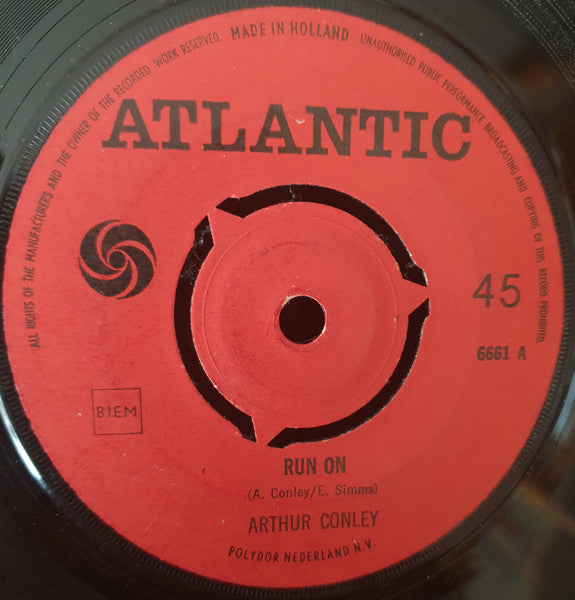 ALL RIGHTS OF THE MANUFACTURERS AND THE OWNER OF THE RECORDED WORK RESERVED. MADE IN HOLLAND UNAUTHORISED PUBLIC PERFORMANCE BROADCASTING AND COPYING OF THIS RECORD PROHIBITED.
ATLANTIC
45
6661 A
B.I.E.M.
RUN ON
(A. Conley/E. Simms)
ARTHUR CONLEY
POLYDOR NEDERLAND N.V.